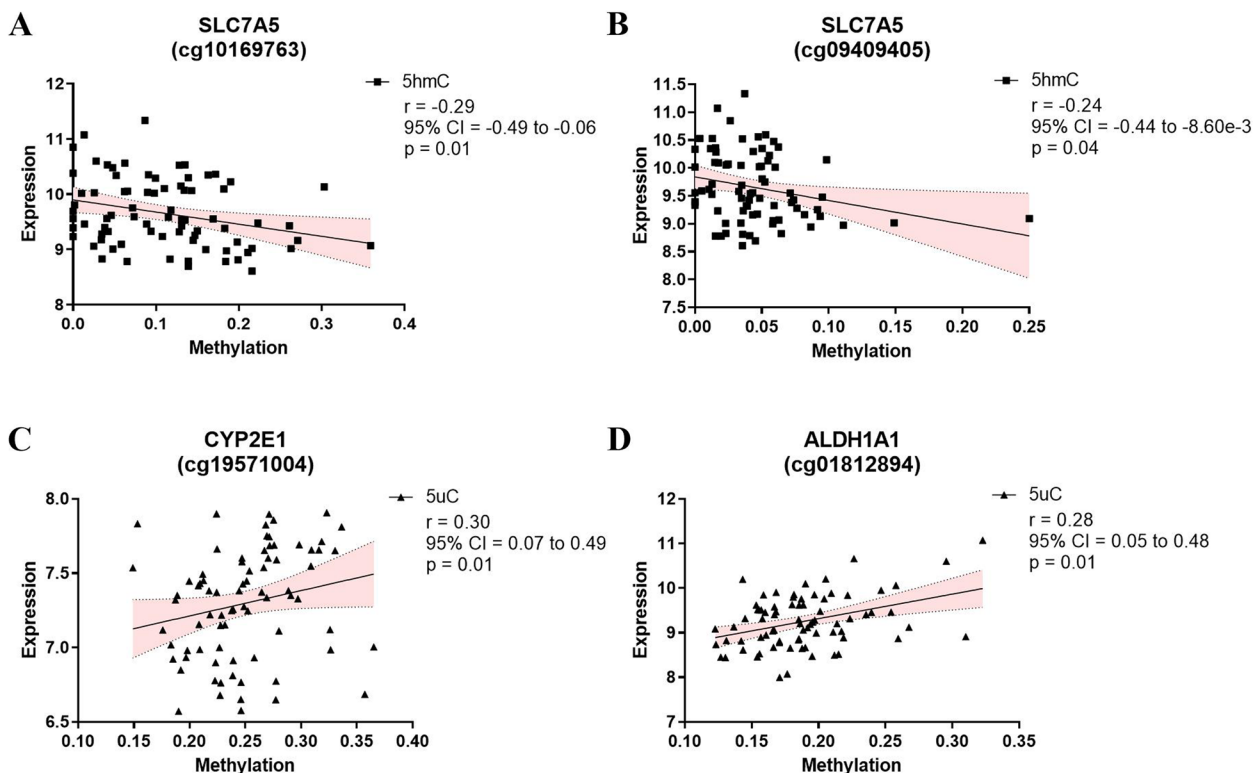 A
SLC7A5
(cg10169763)
5hmC
r = -0.29
95% CI = -0.49 to -0.06
p = 0.01
12
11
10
9
8
Expression
0.0
0.1
0.2
0.3
0.4
Methylation
B
SLC7A5
(cg09409405)
5hmC
r = -0.24
95% CI = -0.44 to -8.60e-3
p = 0.04
11.5
11.0
10.5
10.0
9.5
9.0
8.5
8.0
7.5
Expression
0.00
0.05
0.10
0.15
0.20
0.25
Methylation
C
CYP2E1
(cg19571004)
5uC
r = 0.30
95% CI = 0.07 to 0.49
p = 0.01
8.0
7.5
7.0
6.5
Expression
0.10
0.15
0.20
0.25
0.30
0.35
0.40
Methylation
D
ALDH1A1
(cg01812894)
5uC
r = 0.28
95% CI = 0.05 to 0.48
p = 0.01
12
11
10
9
8
7
Expression
0.10
0.15
0.20
0.25
0.30
0.35
Methylation